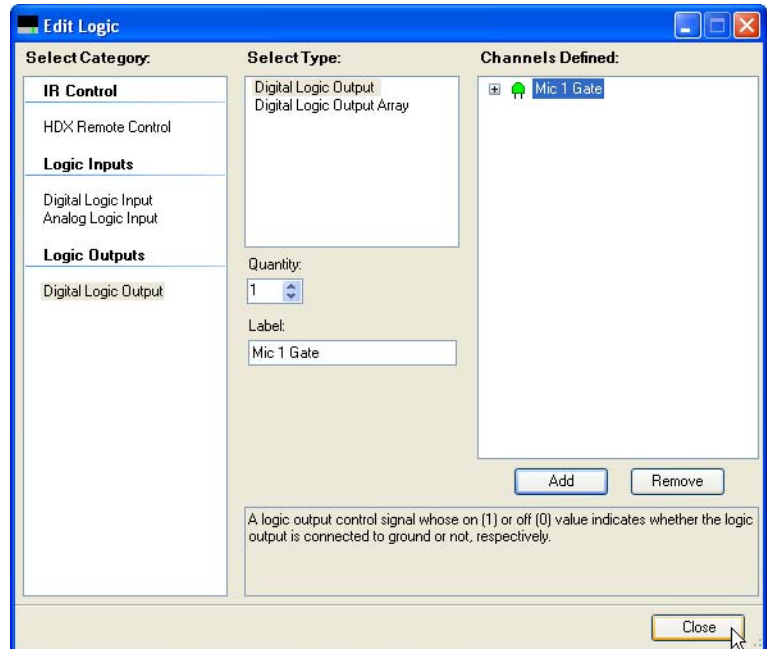 Edit Logic
Select Category:
IR Control
HDX Remote Control
Logic Inputs
Digital Logic Input
Analog Logic Input
Logic Outputs
Digital Logic Output
Select Type:
Digital Logic Output
Digital Logic Output Array
Quantity:
1
Label:
Mic 1 Gate
Channels Defined:
Mic 1 Gate
Add
Remove
A logic output control signal whose on (1) or off (0) value indicates whether the logic
output is connected to ground or not, respectively.
Close